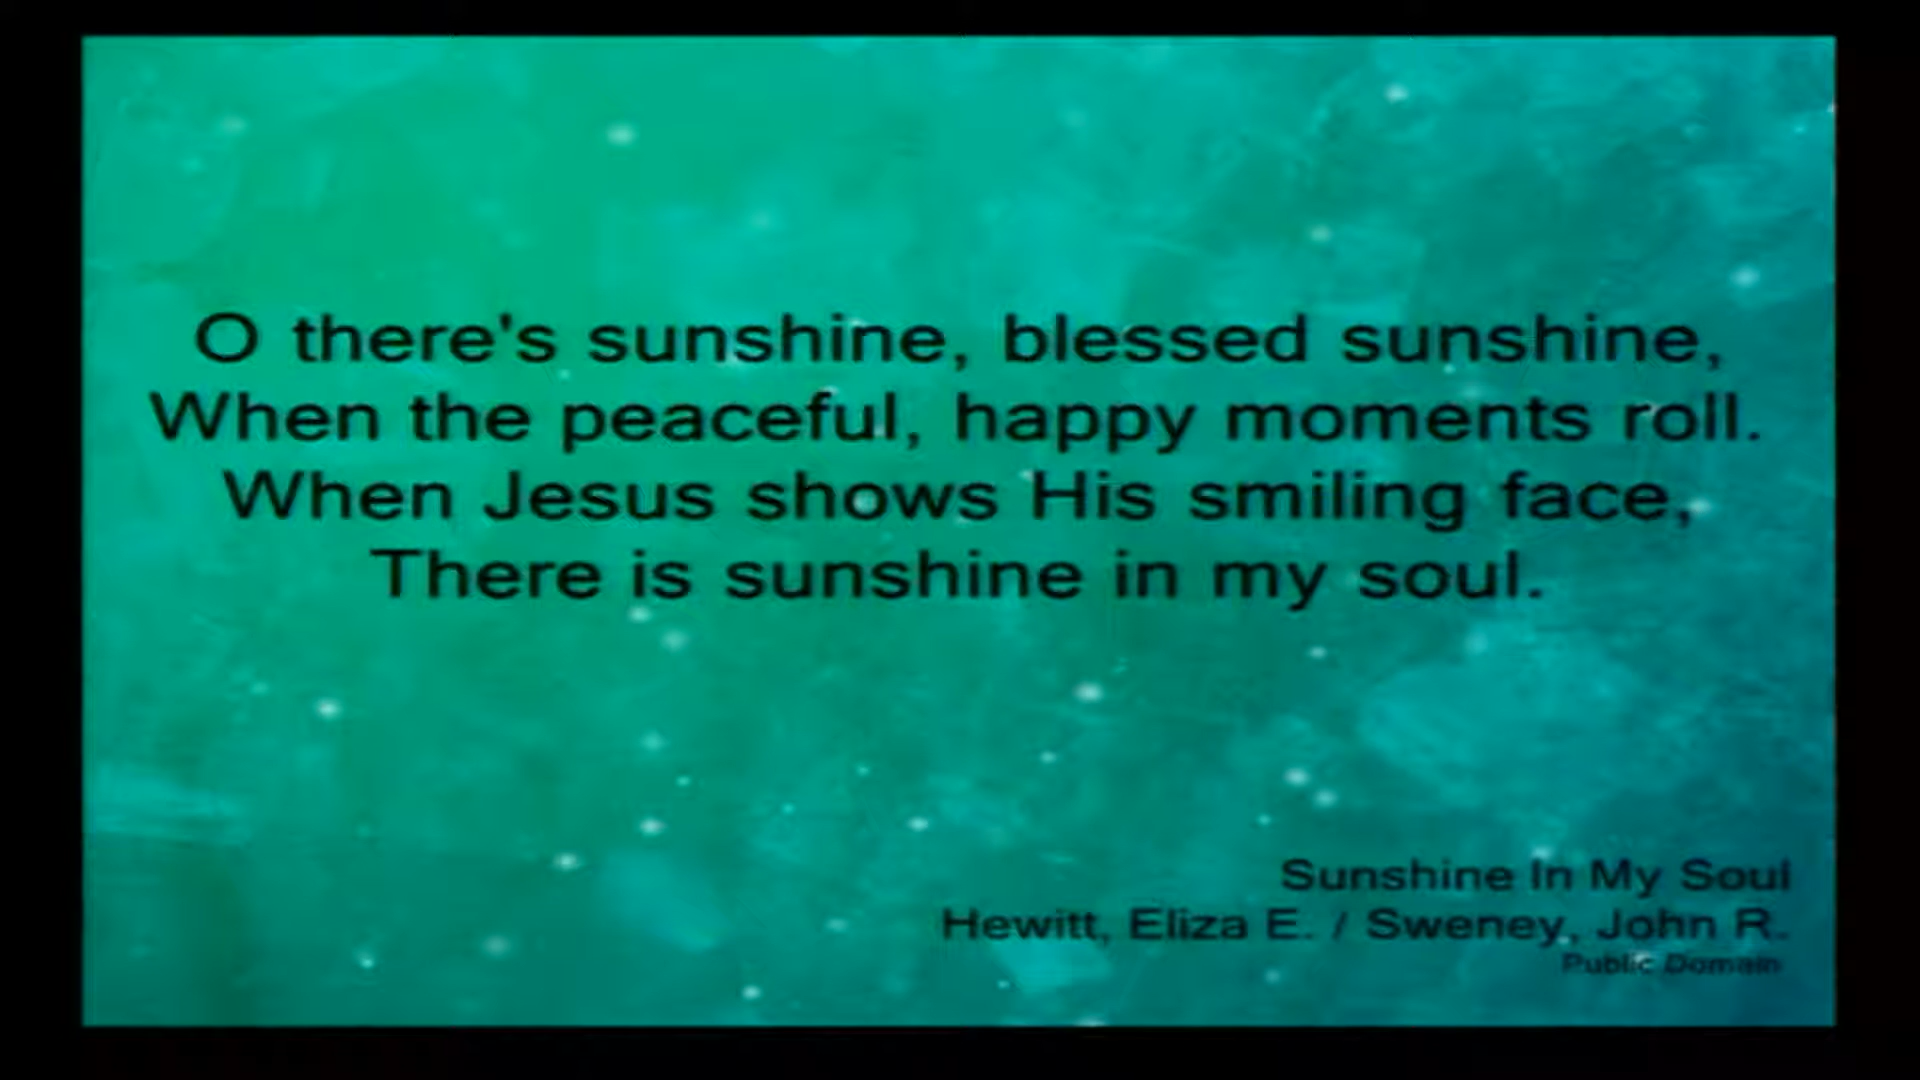 O there's sunshine, blessed sunshine,
When the peaceful, happy moments roll.
When Jesus shows His smiling face,
There is sunshine in my soul.
Sunshine In My Soul
Hewitt, Eliza E. / Sweney, John R.
Public Domain